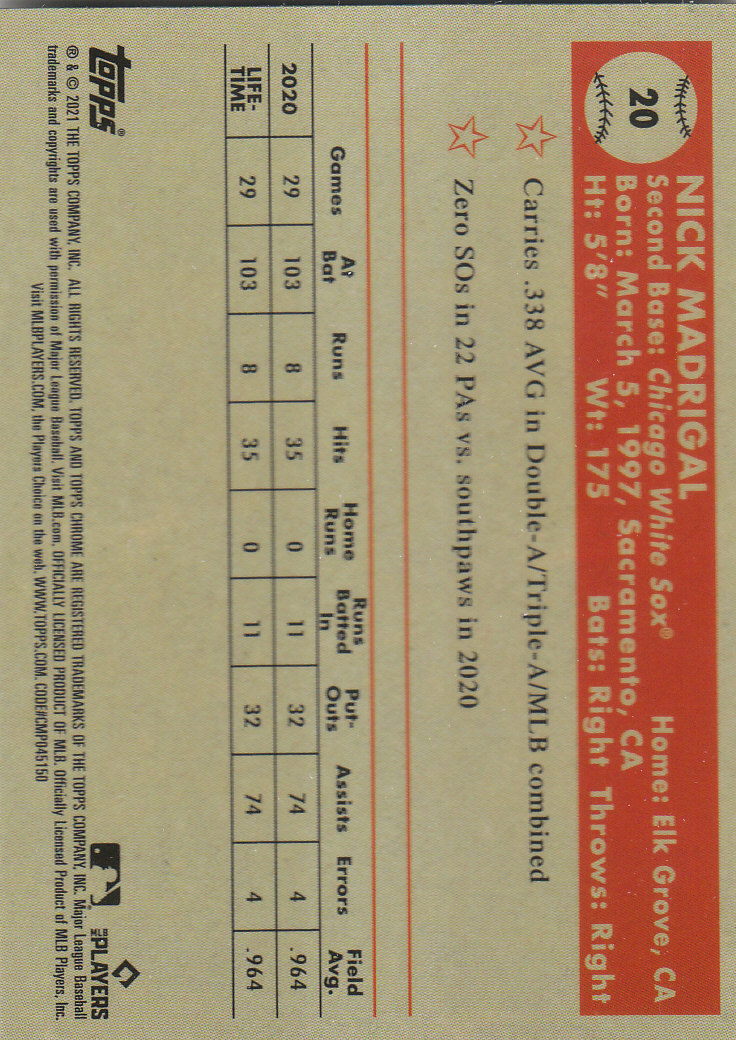 20
NICK MADRIGAL
Second Base: Chicago White Sox® Home: Elk Grove, CA
Born: March 5, 1997, Sacramento, CA
Ht: 5'8" Wt: 175 Bats: Right Throws: Right
Carries .338 AVG in Double-A/Triple-A/MLB combined
Zero SOs in 22 PAs vs. southpaws in 2020
Games At Bat Runs Hits Home Runs Runs Batted In Put-Outs Assists Errors Field Avg.
2020 29 103 8 35 0 11 32 74 4 .964
LIFE-TIME 29 103 8 35 0 11 32 74 4 .964
topps®
MLB PLAYERS
® & © 2021 THE TOPPS COMPANY, INC. ALL RIGHTS RESERVED. TOPPS AND TOPPS CHROME ARE REGISTERED TRADEMARKS OF THE TOPPS COMPANY, INC. Major League Baseball
trademarks and copyrights are used with permission of Major League Baseball. Visit MLB.com. OFFICIALLY LICENSED PRODUCT OF MLB. Officially Licensed Product of MLB Players, Inc.
Visit MLBPLAYERS.COM, the Players Choice on the web. WWW.TOPPS.COM. CODE#CMP045150